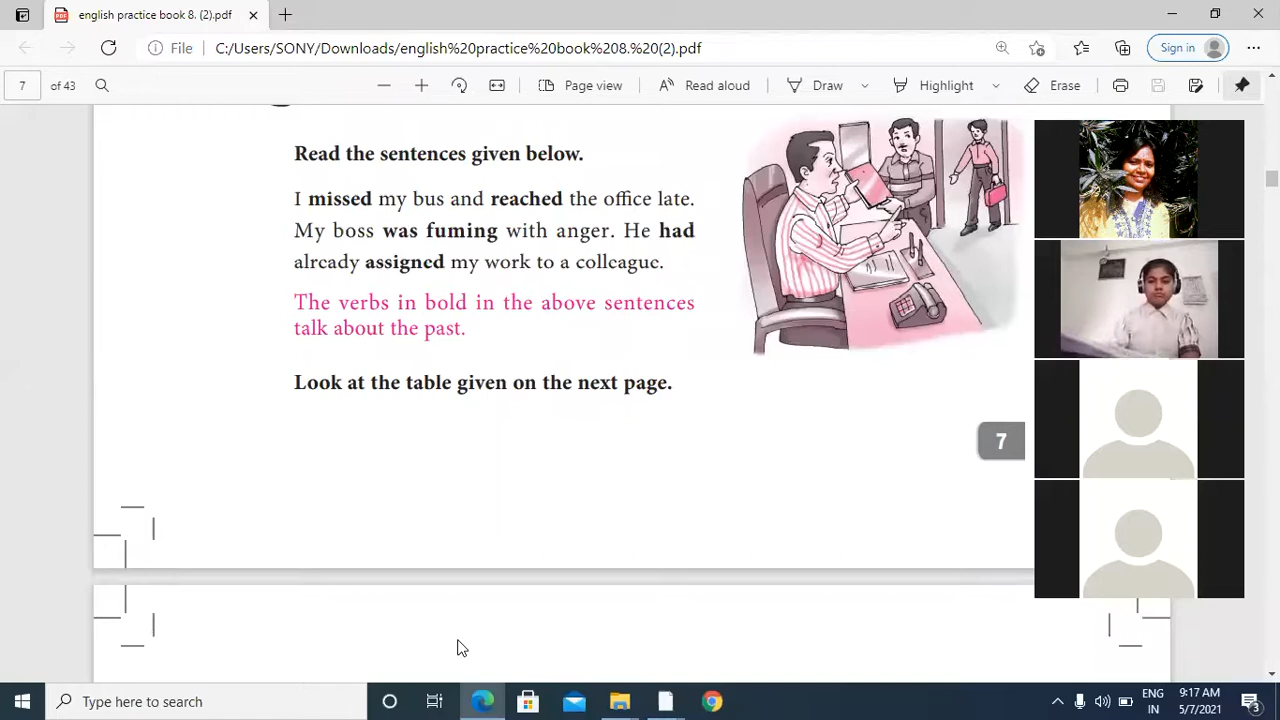 english practice book 8. (2).pdf
File
C:/Users/SONY/Downloads/english%20practice%20book%208.%20(2).pdf
Sign in
7 of 43
Page view
Read aloud
Draw
Highlight
Erase
Read the sentences given below.
I missed my bus and reached the office late.
My boss was fuming with anger. He had
already assigned my work to a colleague.
The verbs in bold in the above sentences
talk about the past.
Look at the table given on the next page.
7
Type here to search
ENG
IN
9:17 AM
5/7/2021
3